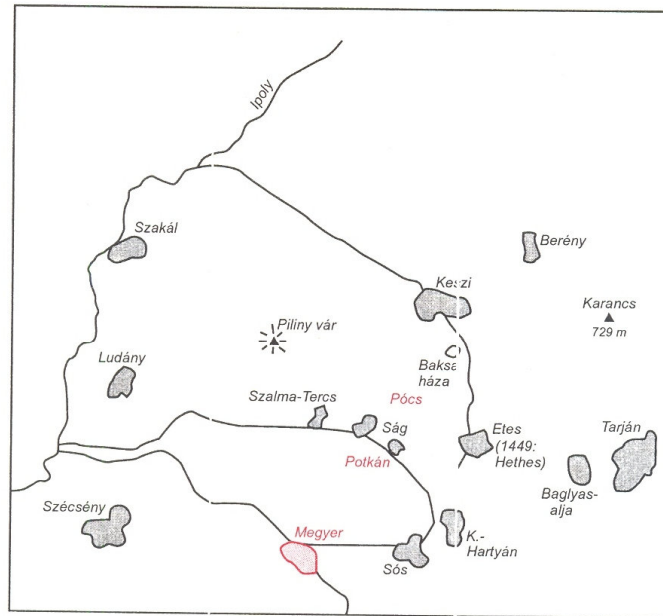 Ipoly
Szakál
Berény
Keszi
Karancs
729 m
Piliny vár
Baksa
háza
Ludány
Szalma-Tercs
Pócs
Ság
Etes
(1449:
Hethes)
Tarján
Potkán
Baglyas-
alja
Szécsény
Megyer
Sós
K.-
Hartyán